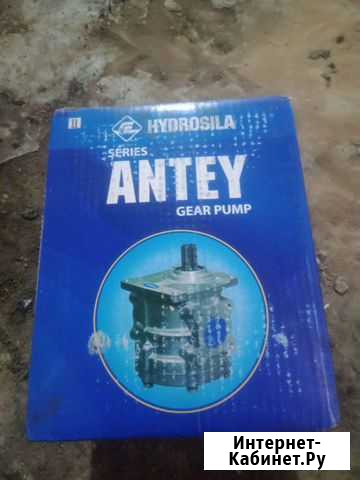 HYDROSILA
SERIES
ANTEY
GEAR PUMP
Интернет-
Кабинет.Ру